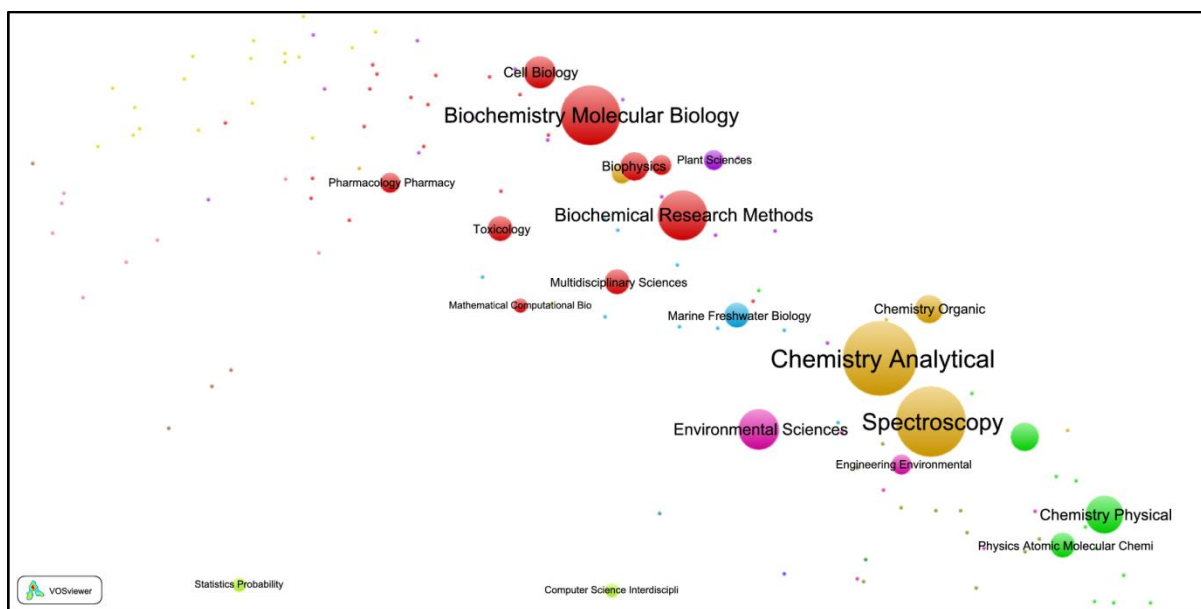 Cell Biology
Biochemistry Molecular Biology
Biophysics
Plant Sciences
Pharmacology Pharmacy
Biochemical Research Methods
Toxicology
Multidisciplinary Sciences
Mathematical Computational Bio
Marine Freshwater Biology
Chemistry Organic
Chemistry Analytical
Spectroscopy
Environmental Sciences
Engineering Environmental
Chemistry Physical
Physics Atomic Molecular Chemi
Statistics Probability
Computer Science Interdiscipli
VOSviewer